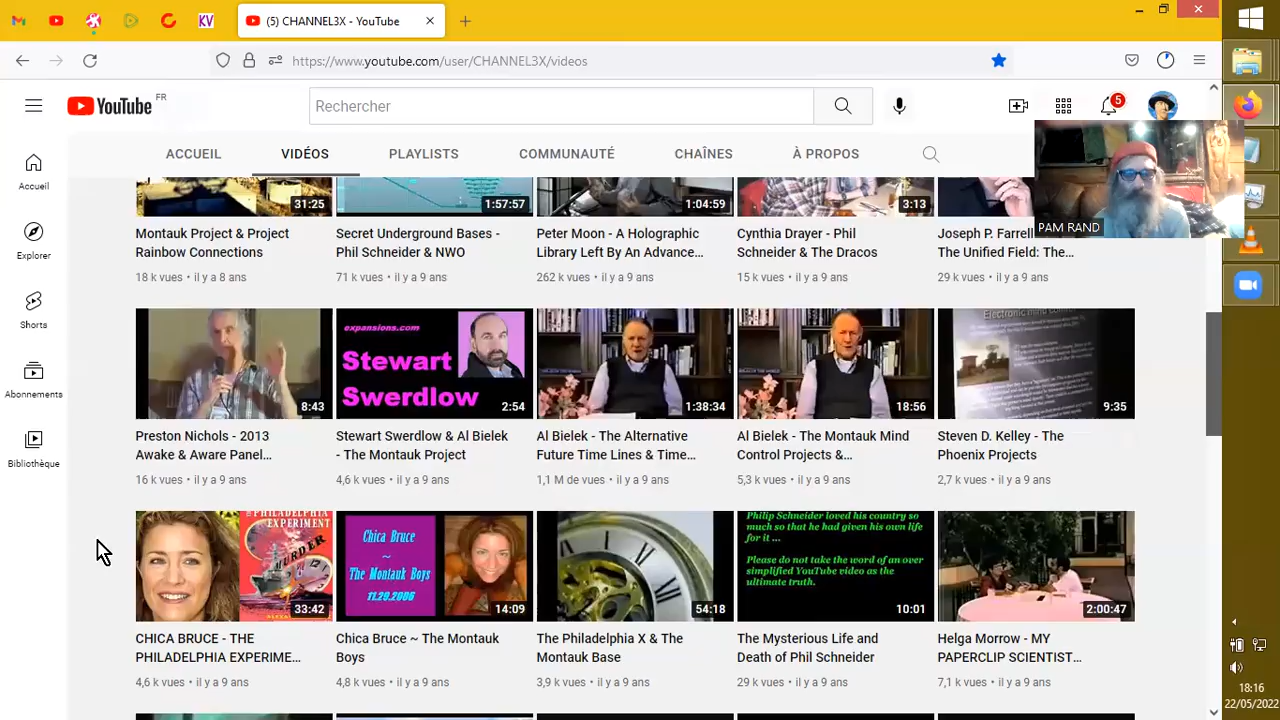 KV
(5) CHANNEL3X - YouTube
https://www.youtube.com/user/CHANNEL3X/videos
YouTube FR
Rechercher
5
ACCUEIL VIDÉOS PLAYLISTS COMMUNAUTÉ CHAÎNES À PROPOS
Accueil
Explorer
Shorts
Abonnements
Bibliothèque
PAM RAND
31:25
Montauk Project & Project
Rainbow Connections
18 k vues • il y a 8 ans
1:57:57
Secret Underground Bases -
Phil Schneider & NWO
71 k vues • il y a 9 ans
1:04:59
Peter Moon - A Holographic
Library Left By An Advance...
262 k vues • il y a 9 ans
3:13
Cynthia Drayer - Phil
Schneider & The Dracos
15 k vues • il y a 9 ans
Joseph P. Farrell
The Unified Field: The...
29 k vues • il y a 9 ans
8:43
Preston Nichols - 2013
Awake & Aware Panel...
16 k vues • il y a 9 ans
expansions.com
Stewart
Swerdlow
2:54
Stewart Swerdlow & Al Bielek
- The Montauk Project
4,6 k vues • il y a 9 ans
1:38:34
Al Bielek - The Alternative
Future Time Lines & Time...
1,1 M de vues • il y a 9 ans
18:56
Al Bielek - The Montauk Mind
Control Projects &...
5,3 k vues • il y a 9 ans
Electronic mind
9:35
Steven D. Kelley - The
Phoenix Projects
2,7 k vues • il y a 9 ans
PHILADELPHIA
EXPERIMENT
MURDER
33:42
CHICA BRUCE - THE
PHILADELPHIA EXPERIME...
4,6 k vues • il y a 9 ans
Chica Bruce
~
The Montauk
Boys
11.29.2006
14:09
Chica Bruce ~ The Montauk
Boys
4,8 k vues • il y a 9 ans
54:18
The Philadelphia X & The
Montauk Base
3,9 k vues • il y a 9 ans
Philip Schneider loved his country so
much so that he had given his own life
for it ...
Please do not take the word of an over
simplified YouTube video as the
ultimate truth.
10:01
The Mysterious Life and
Death of Phil Schneider
29 k vues • il y a 9 ans
2:00:47
Helga Morrow - MY
PAPERCLIP SCIENTIST...
7,1 k vues • il y a 9 ans
18:16
22/05/2022